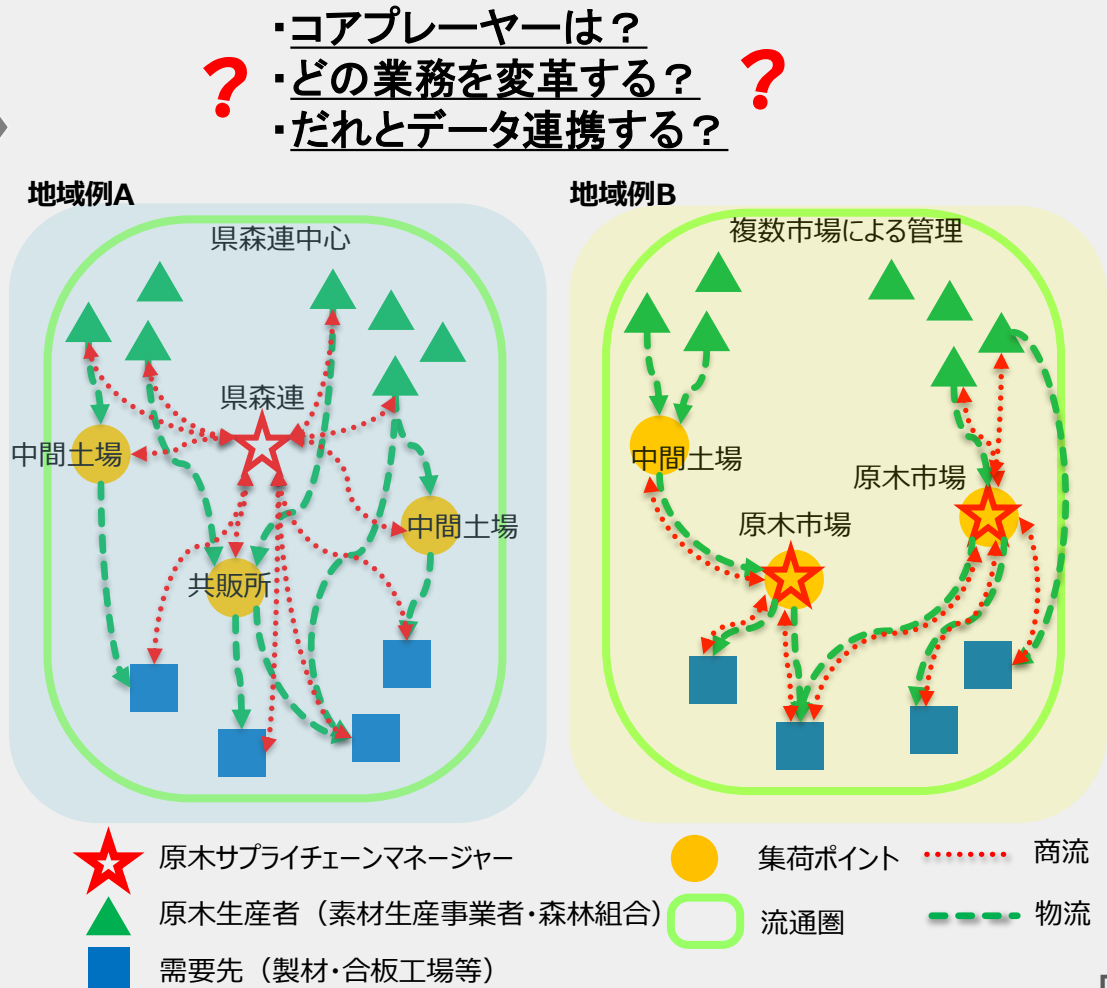 ・コアプレーヤーは？
？ ・どの業務を変革する？ ？
・だれとデータ連携する？
地域例A
県森連中心
県森連
中間土場
中間土場
共販所
地域例B
複数市場による管理
中間土場
原木市場
原木市場
原木サプライチェーンマネージャー
原木生産者（素材生産事業者・森林組合）
需要先（製材・合板工場等）
集荷ポイント
流通圏
商流
物流